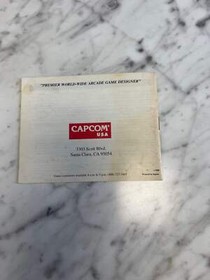 "PREMIER WORLD-WIDE ARCADE GAME DESIGNER"
CAPCOM®
USA
3303 Scott Blvd.
Santa Clara, CA 95054